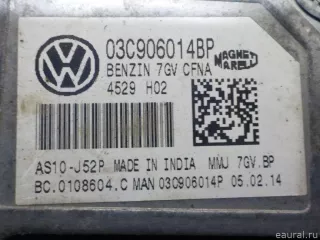 03C906014BP
MAGNETI
MARELLI
BENZIN 7GV CFNA
4529 H02
AS10-J52P MADE IN INDIA MMJ 7GV.BP
BC.0108604.C MAN 03C906014P 05.02.14
eaural.ru